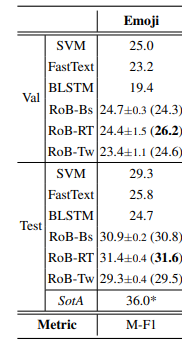 Emoji
Val
SVM 25.0
FastText 23.2
BLSTM 19.4
RoB-Bs 24.7±0.3 (24.3)
RoB-RT 24.4±1.5 (26.2)
RoB-Tw 23.4±1.1 (24.6)
Test
SVM 29.3
FastText 25.8
BLSTM 24.7
RoB-Bs 30.9±0.2 (30.8)
RoB-RT 31.4±0.4 (31.6)
RoB-Tw 29.3±0.4 (29.5)
SotA 36.0*
Metric M-F1